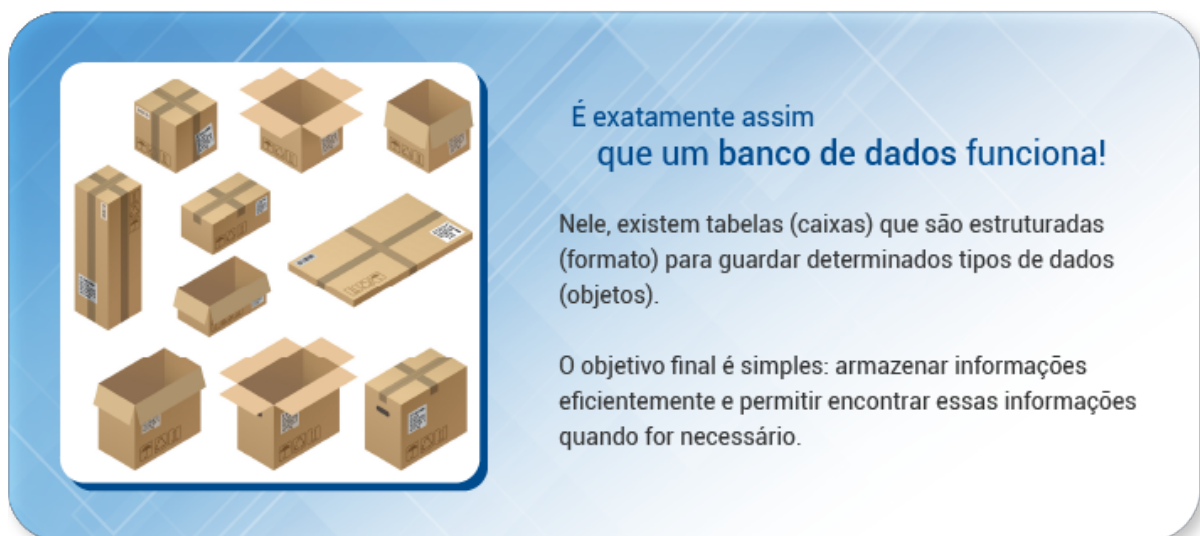 É exatamente assim
que um banco de dados funciona!
Nele, existem tabelas (caixas) que são estruturadas
(formato) para guardar determinados tipos de dados
(objetos).
O objetivo final é simples: armazenar informações
eficientemente e permitir encontrar essas informações
quando for necessário.